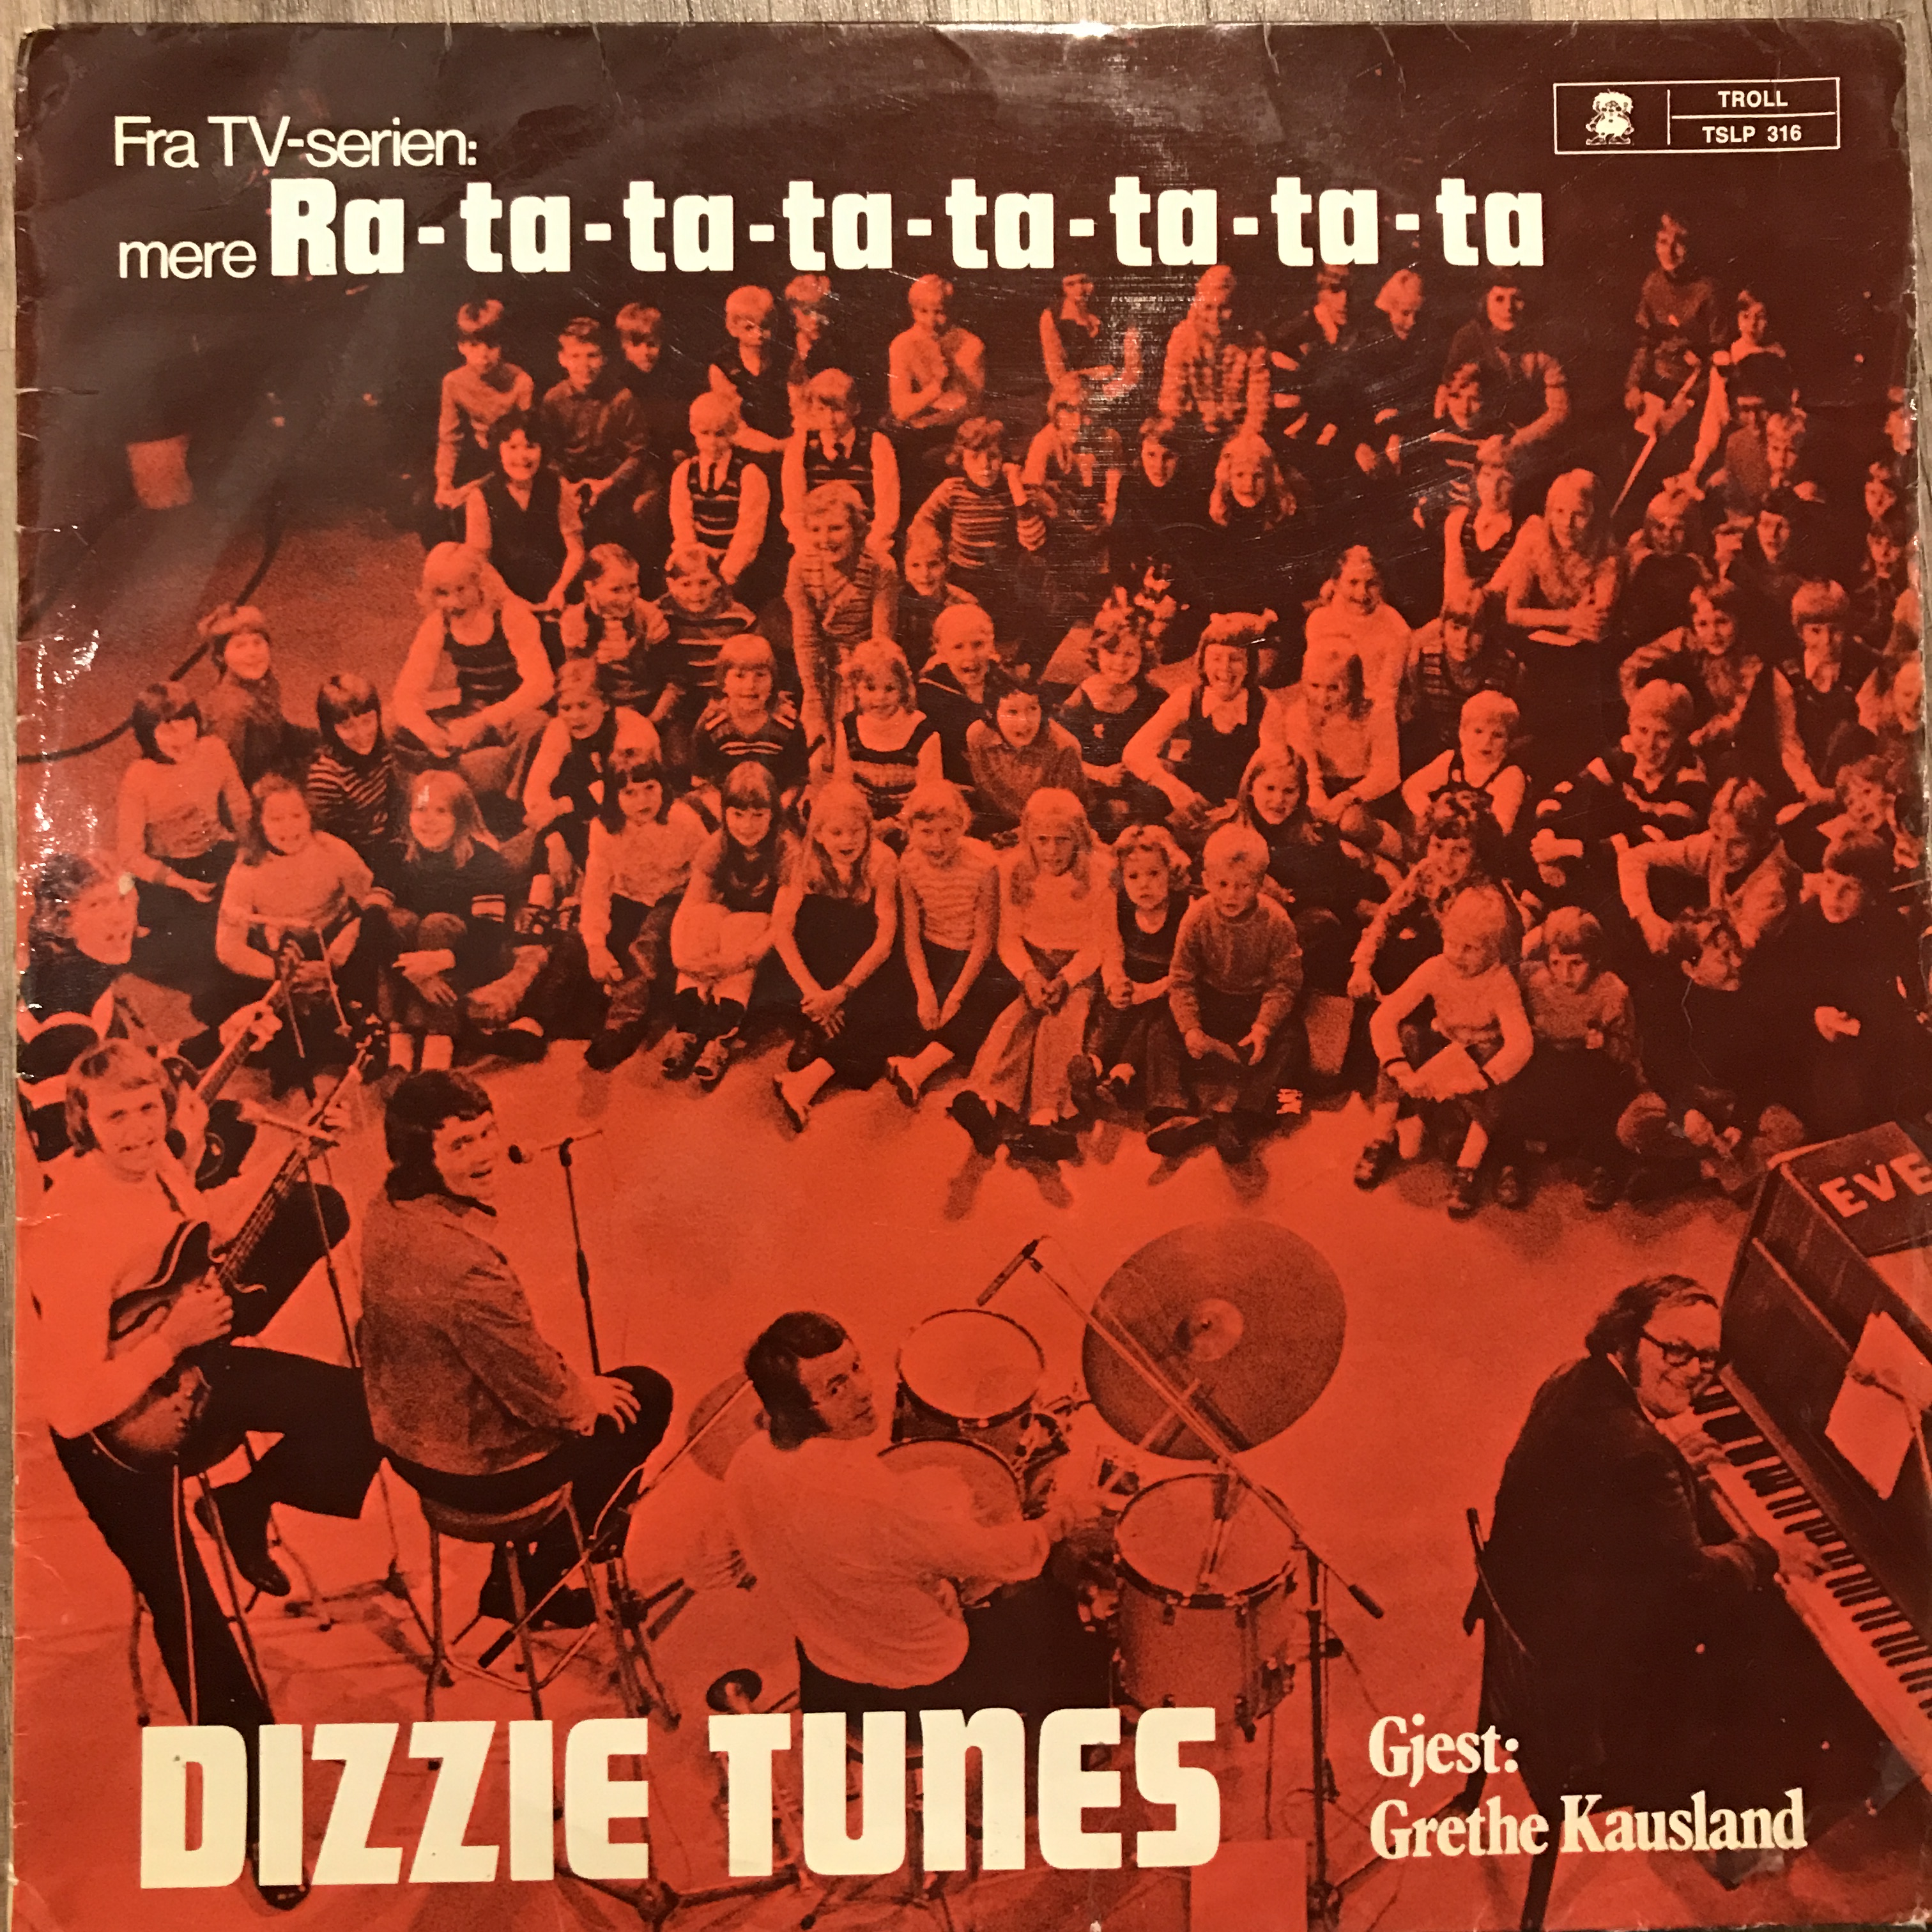 Fra TV-serien:
mere Ra-ta-ta-ta-ta-ta-ta-ta
TROLL
TSLP 316
EVE
DIZZIE TUNES
Gjest:
Grethe Kausland